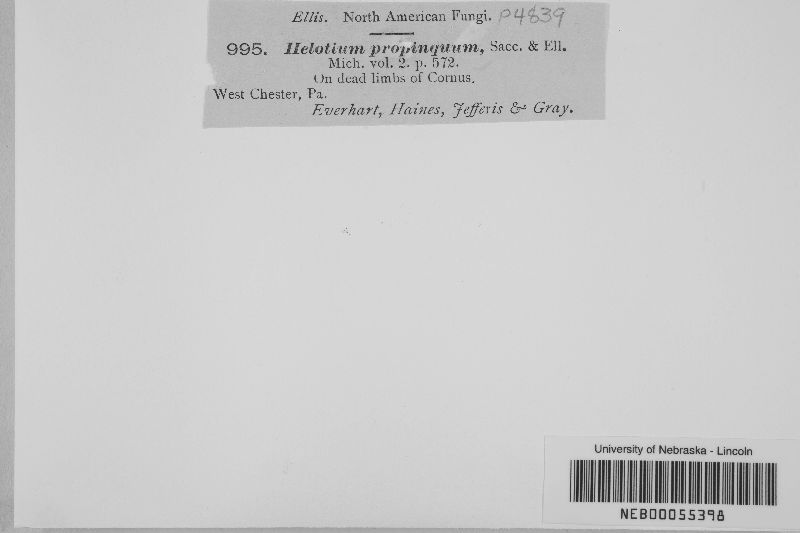 Ellis. North American Fungi. P4839
995. Helotium propinquum, Sacc. & Ell.
Mich. vol. 2. p. 572.
On dead limbs of Cornus.
West Chester, Pa.
Everhart, Haines, Jefferis & Gray.
University of Nebraska - Lincoln
NEB00055398